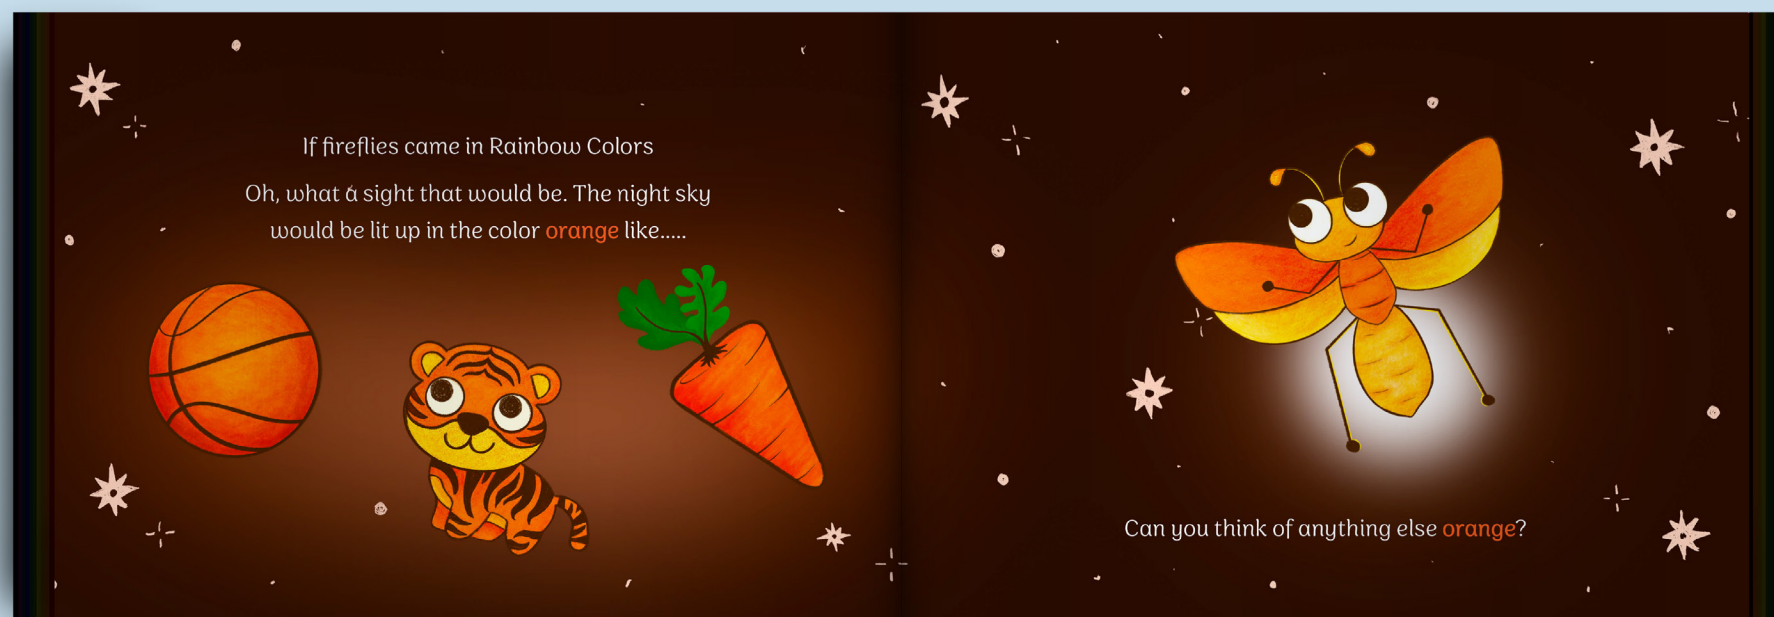 If fireflies came in Rainbow Colors
Oh, what a sight that would be. The night sky
would be lit up in the color orange like.....
Can you think of anything else orange?